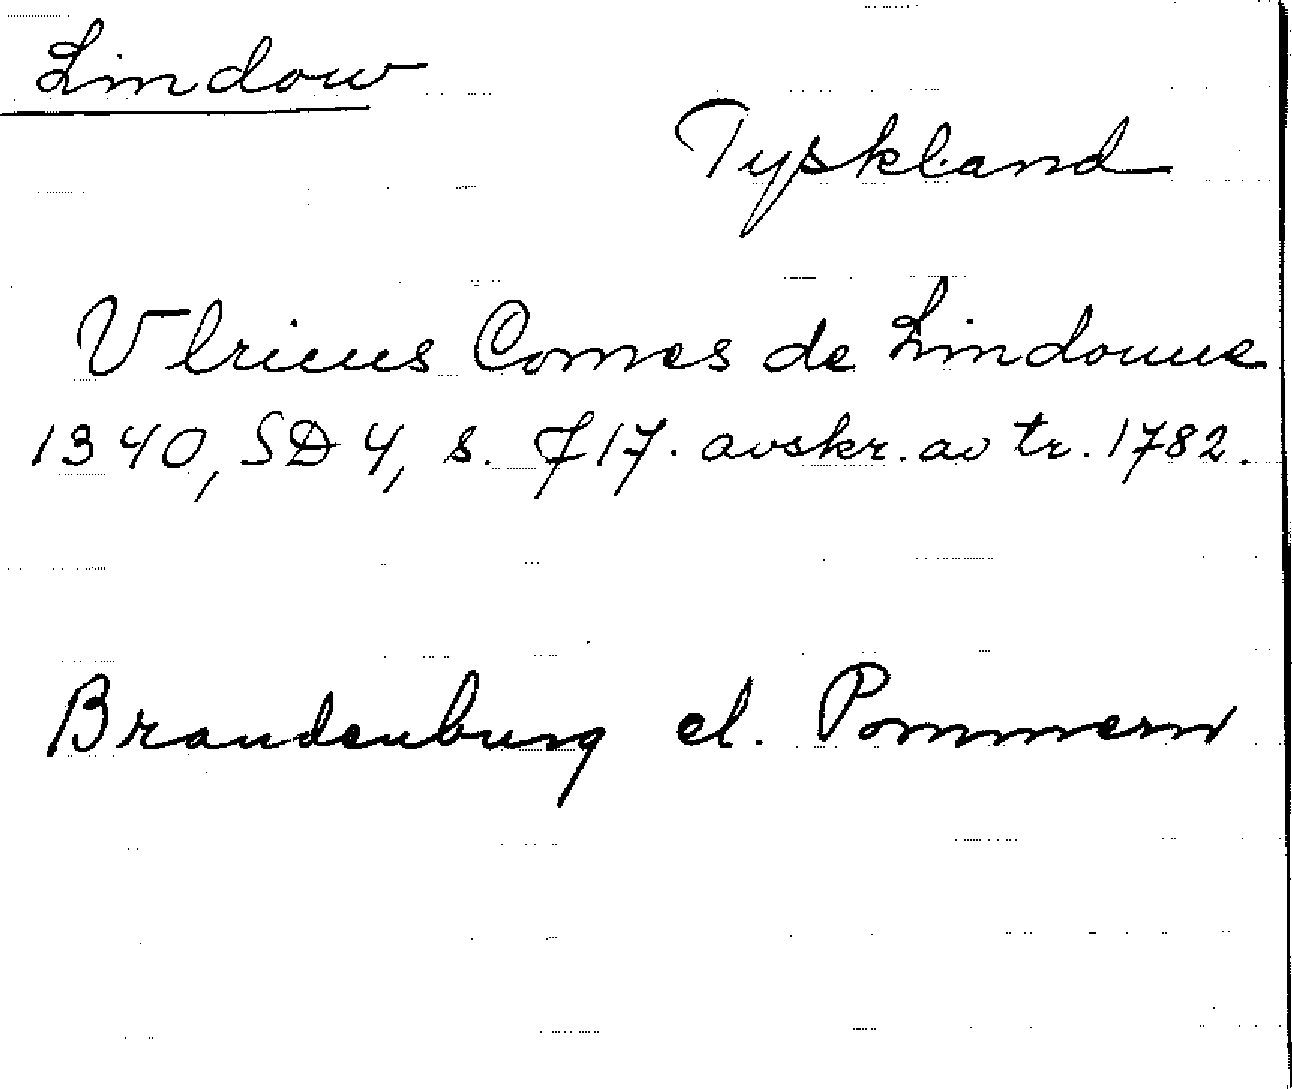 Lindow
Tyskland
Vlricus Comes de Lindouue
1340, SD 4, s. 717. avskr. av tr. 1782.
Brandenburg el. Pommern